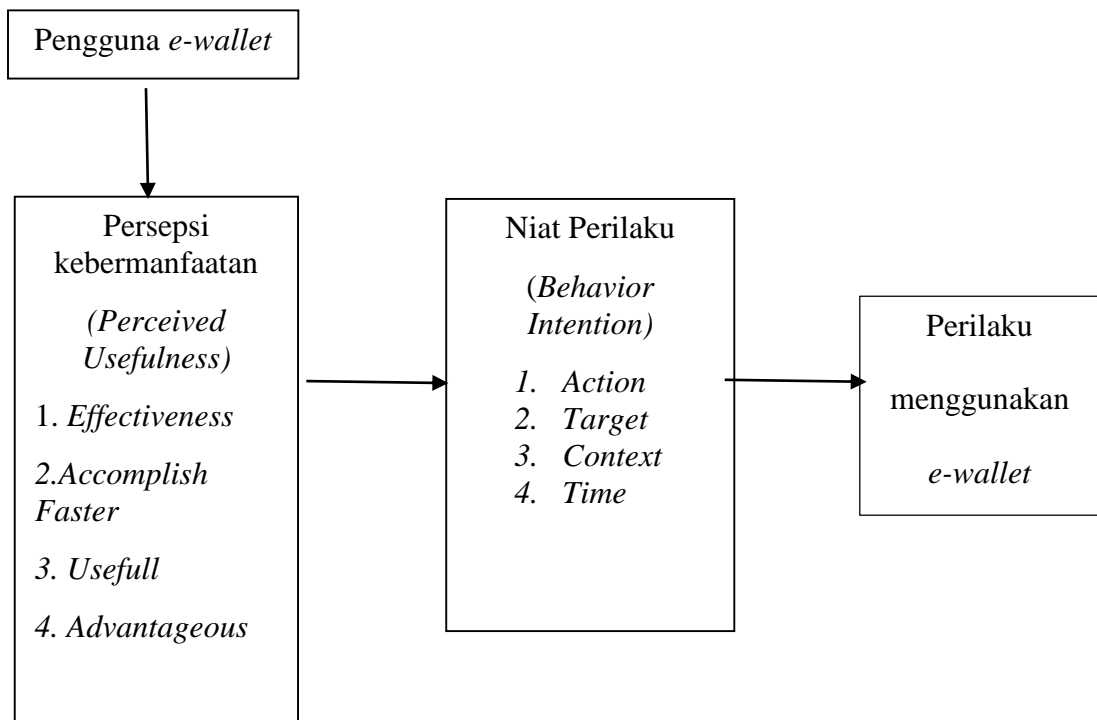 Pengguna e-wallet
Persepsi
kebermanfaatan
(Perceived
Usefulness)
1. Effectiveness
2.Accomplish
Faster
3. Usefull
4. Advantageous
Niat Perilaku
(Behavior
Intention)
1. Action
2. Target
3. Context
4. Time
Perilaku
menggunakan
e-wallet